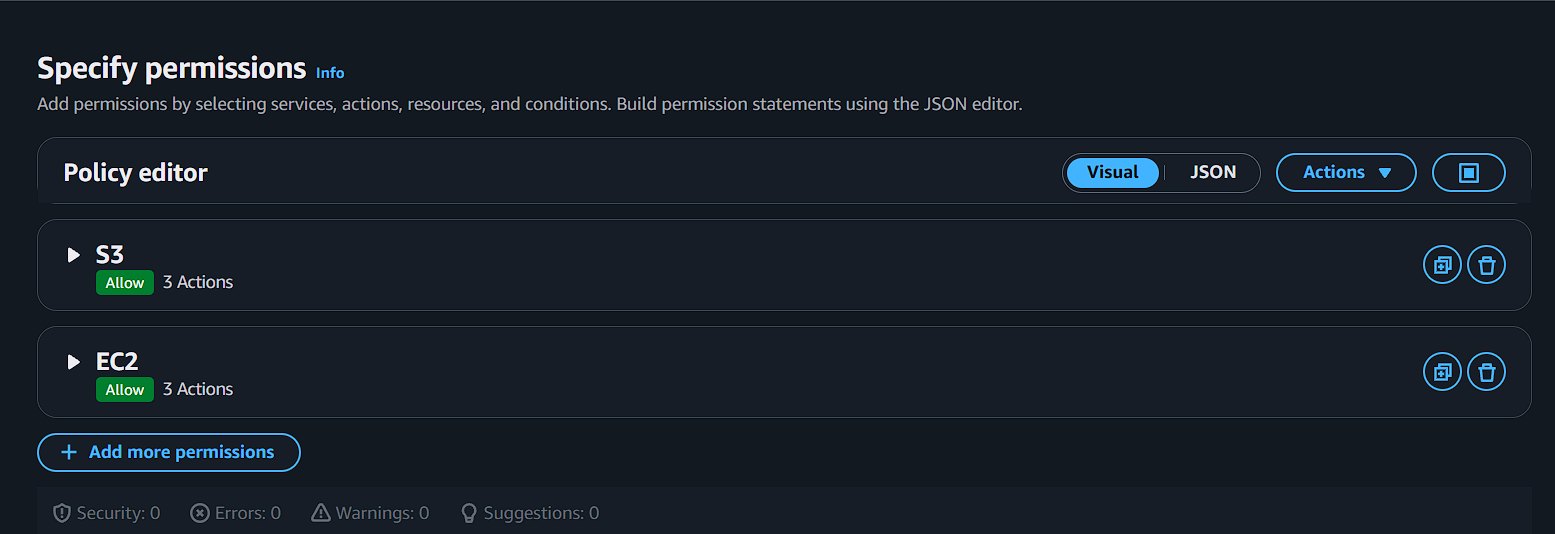 Specify permissions Info
Add permissions by selecting services, actions, resources, and conditions. Build permission statements using the JSON editor.
Policy editor
Visual
JSON
Actions
S3
Allow 3 Actions
EC2
Allow 3 Actions
Add more permissions
Security: 0 Errors: 0 Warnings: 0 Suggestions: 0